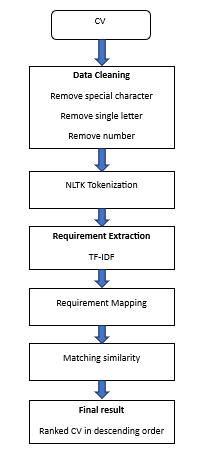 CV
Data Cleaning
Remove special character
Remove single letter
Remove number
NLTK Tokenization
Requirement Extraction
TF-IDF
Requirement Mapping
Matching similarity
Final result
Ranked CV in descending order